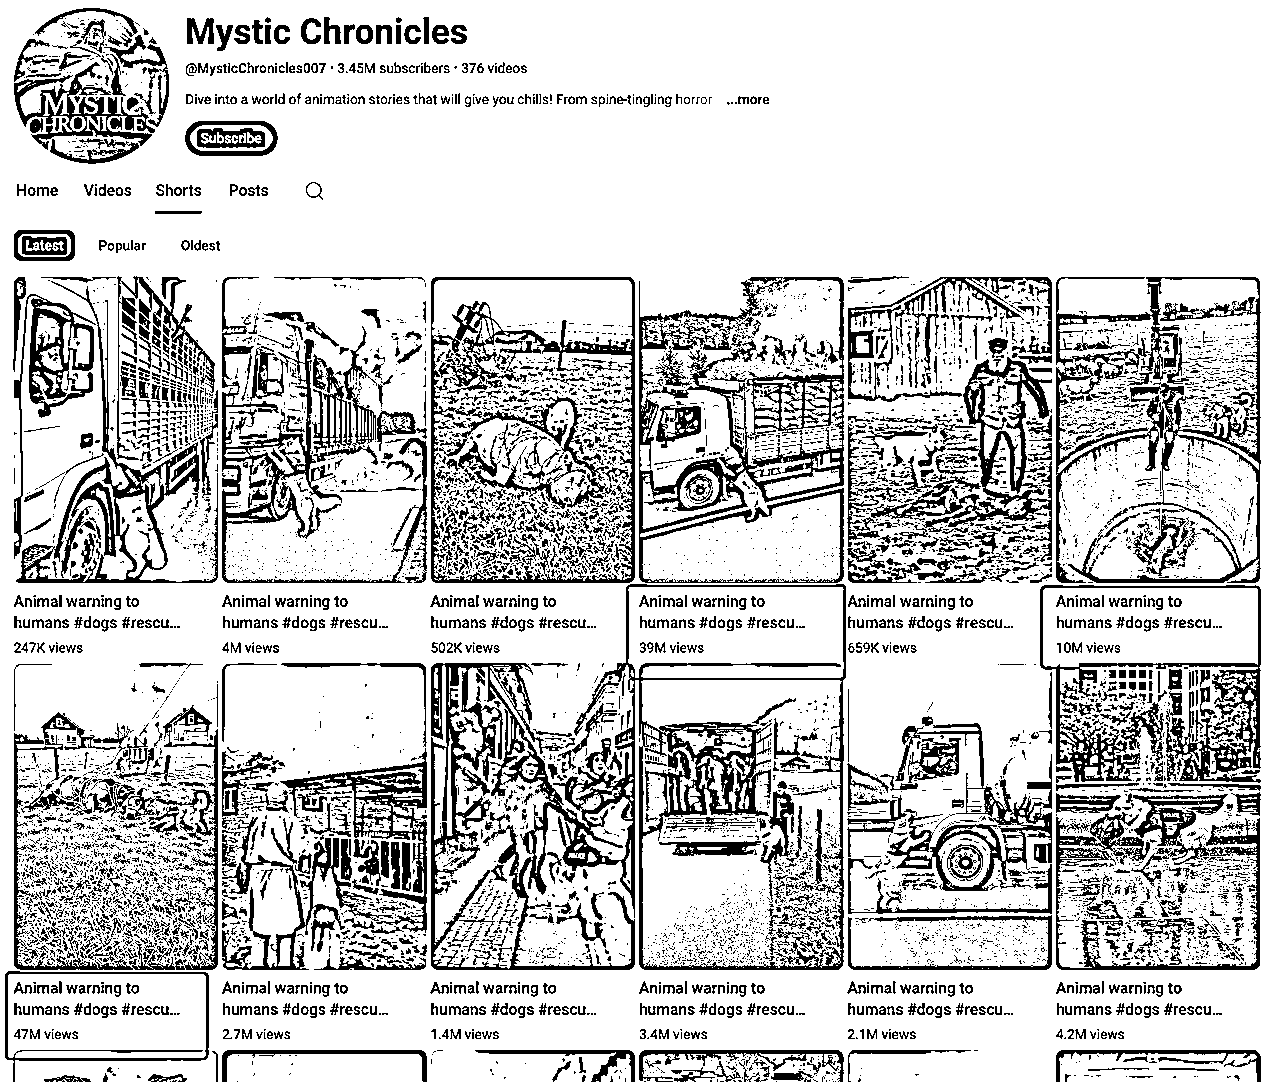 MYSTIC
CHRONICLES
Mystic Chronicles
@MysticChronicles007 · 3.45M subscribers · 376 videos
Dive into a world of animation stories that will give you chills! From spine-tingling horror ...more
Subscribe
Home Videos Shorts Posts
Latest Popular Oldest
Animal warning to
humans #dogs #rescu...
247K views
Animal warning to
humans #dogs #rescu...
4M views
Animal warning to
humans #dogs #rescu...
502K views
Animal warning to
humans #dogs #rescu...
39M views
Animal warning to
humans #dogs #rescu...
659K views
Animal warning to
humans #dogs #rescu...
10M views
Animal warning to
humans #dogs #rescu...
47M views
Animal warning to
humans #dogs #rescu...
2.7M views
Animal warning to
humans #dogs #rescu...
1.4M views
Animal warning to
humans #dogs #rescu...
3.4M views
Animal warning to
humans #dogs #rescu...
2.1M views
Animal warning to
humans #dogs #rescu...
4.2M views